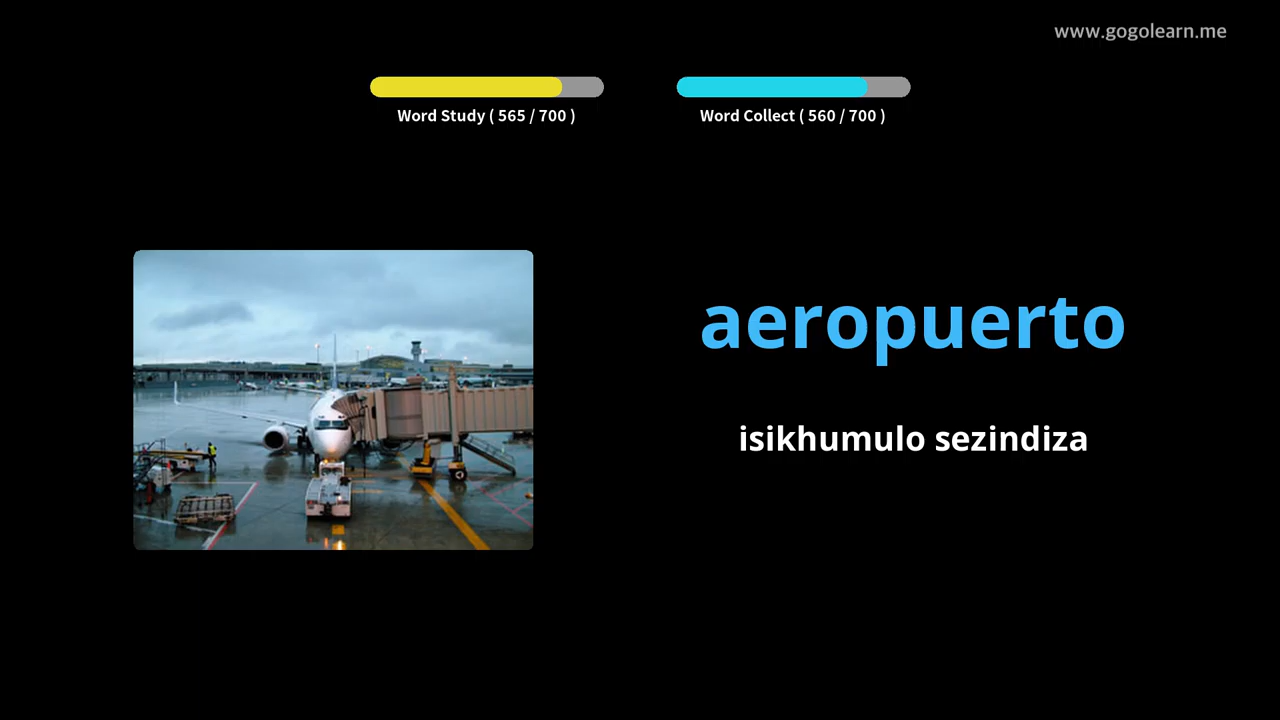 www.gogolearn.me
Word Study ( 565 / 700 )
Word Collect ( 560 / 700 )
aeropuerto
isikhumulo sezindiza